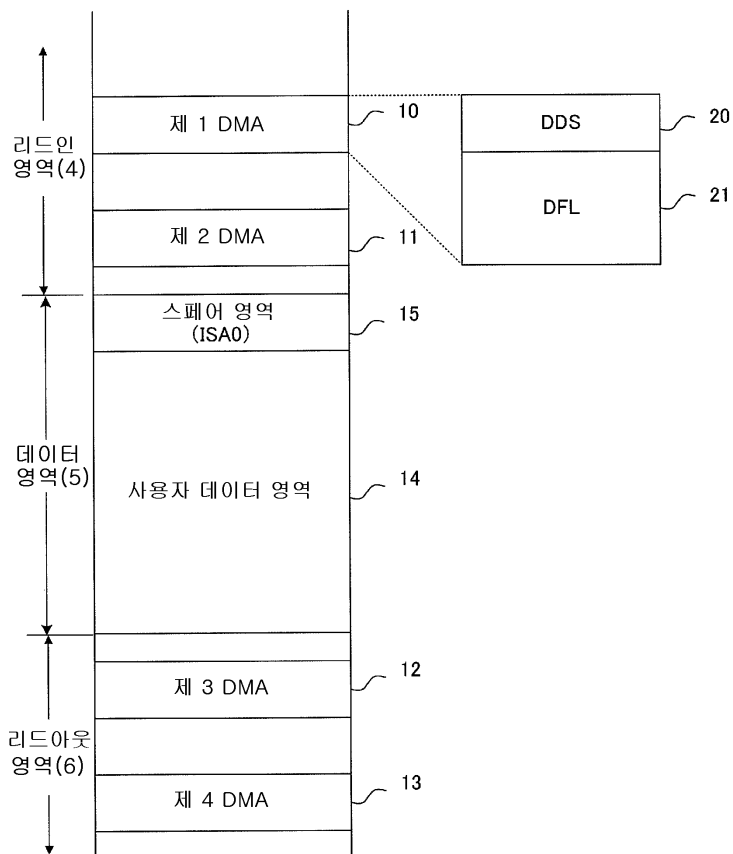 제 1 DMA
10
DDS
20
리드인
영역(4)
DFL
21
제 2 DMA
11
스페어 영역
(ISA0)
15
데이터
영역(5)
사용자 데이터 영역
14
제 3 DMA
12
리드아웃
영역(6)
제 4 DMA
13